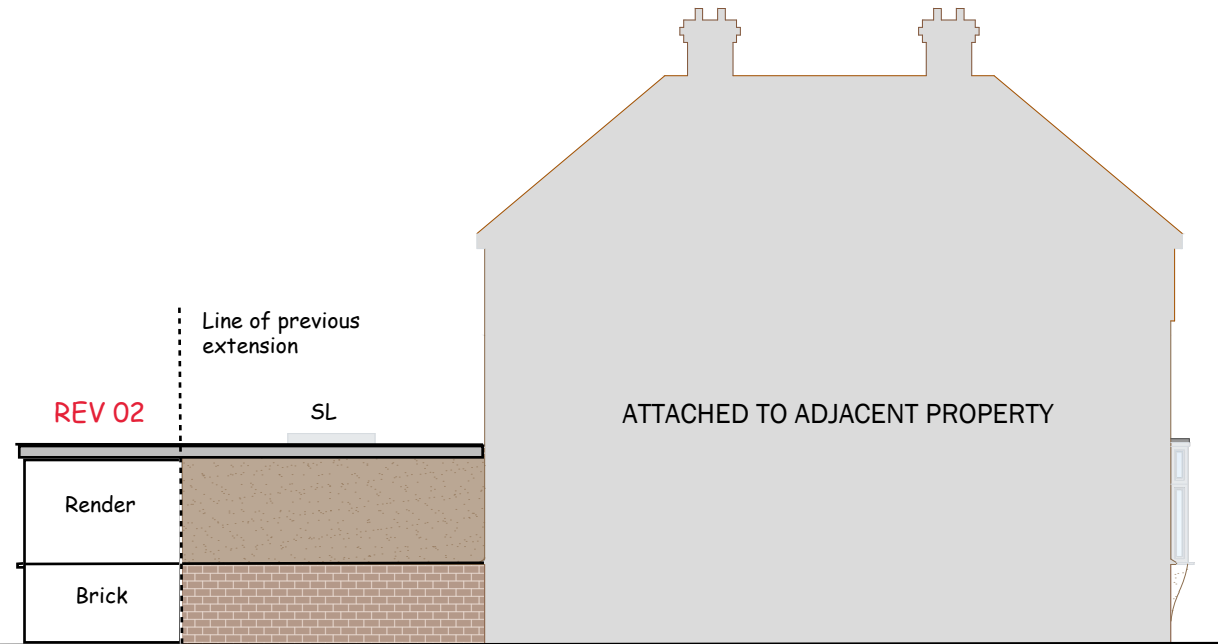 Line of previous
extension
REV 02
SL
ATTACHED TO ADJACENT PROPERTY
Render
Brick